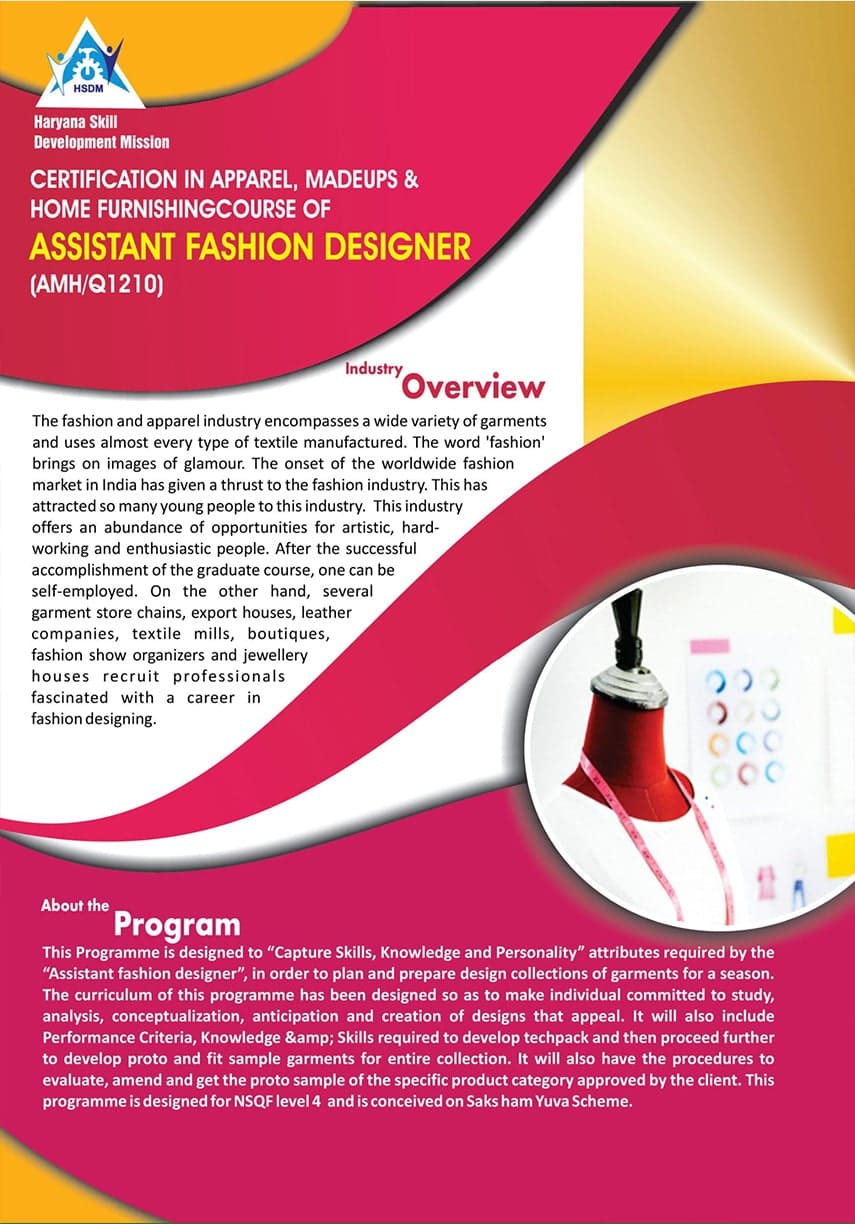 HSDM
Haryana Skill
Development Mission
CERTIFICATION IN APPAREL, MADEUPS &
HOME FURNISHINGCOURSE OF
ASSISTANT FASHION DESIGNER
(AMH/Q1210)
Industry
Overview
The fashion and apparel industry encompasses a wide variety of garments
and uses almost every type of textile manufactured. The word 'fashion'
brings on images of glamour. The onset of the worldwide fashion
market in India has given a thrust to the fashion industry. This has
attracted so many young people to this industry. This industry
offers an abundance of opportunities for artistic, hard-
working and enthusiastic people. After the successful
accomplishment of the graduate course, one can be
self-employed. On the other hand, several
garment store chains, export houses, leather
companies, textile mills, boutiques,
fashion show organizers and jewellery
houses recruit professionals
fascinated with a career in
fashion designing.
About the
Program
This Programme is designed to “Capture Skills, Knowledge and Personality” attributes required by the
“Assistant fashion designer”, in order to plan and prepare design collections of garments for a season.
The curriculum of this programme has been designed so as to make individual committed to study,
analysis, conceptualization, anticipation and creation of designs that appeal. It will also include
Performance Criteria, Knowledge &amp; Skills required to develop techpack and then proceed further
to develop proto and fit sample garments for entire collection. It will also have the procedures to
evaluate, amend and get the proto sample of the specific product category approved by the client. This
programme is designed for NSQF level 4 and is conceived on Saks ham Yuva Scheme.